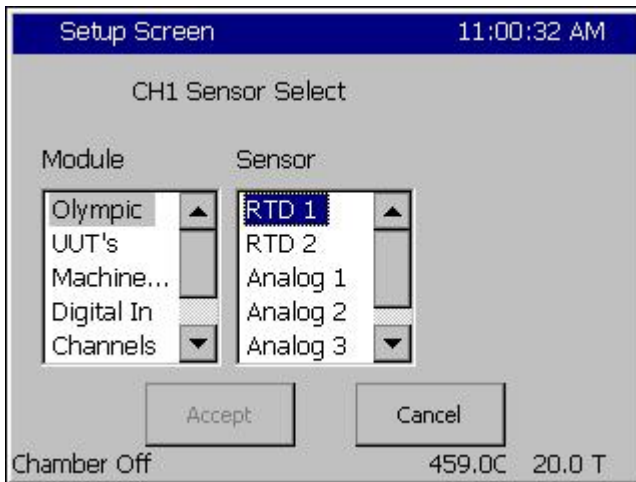 Setup Screen 11:00:32 AM
CH1 Sensor Select
Module Sensor
Olympic RTD 1
UUT's RTD 2
Machine... Analog 1
Digital In Analog 2
Channels Analog 3
Accept Cancel
Chamber Off 459.0C 20.0 T